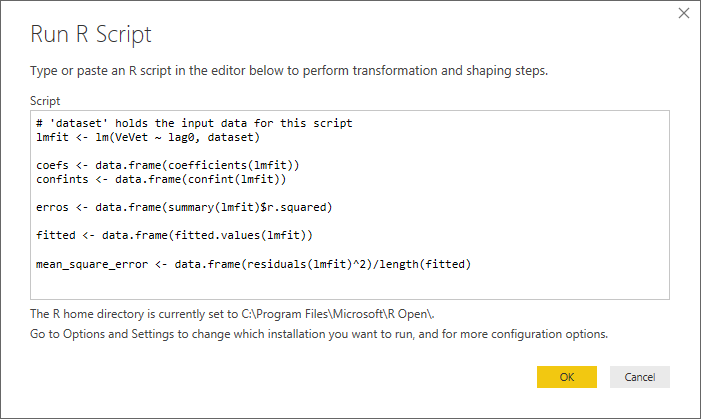 Run R Script
Type or paste an R script in the editor below to perform transformation and shaping steps.
Script
# 'dataset' holds the input data for this script
lmfit <- lm(VeVet ~ lag0, dataset)
coefs <- data.frame(coefficients(lmfit))
confints <- data.frame(confint(lmfit))
erros <- data.frame(summary(lmfit)$r.squared)
fitted <- data.frame(fitted.values(lmfit))
mean_square_error <- data.frame(residuals(lmfit)^2)/length(fitted)
The R home directory is currently set to C:\Program Files\Microsoft\R Open\.
Go to Options and Settings to change which installation you want to run, and for more configuration options.
OK
Cancel